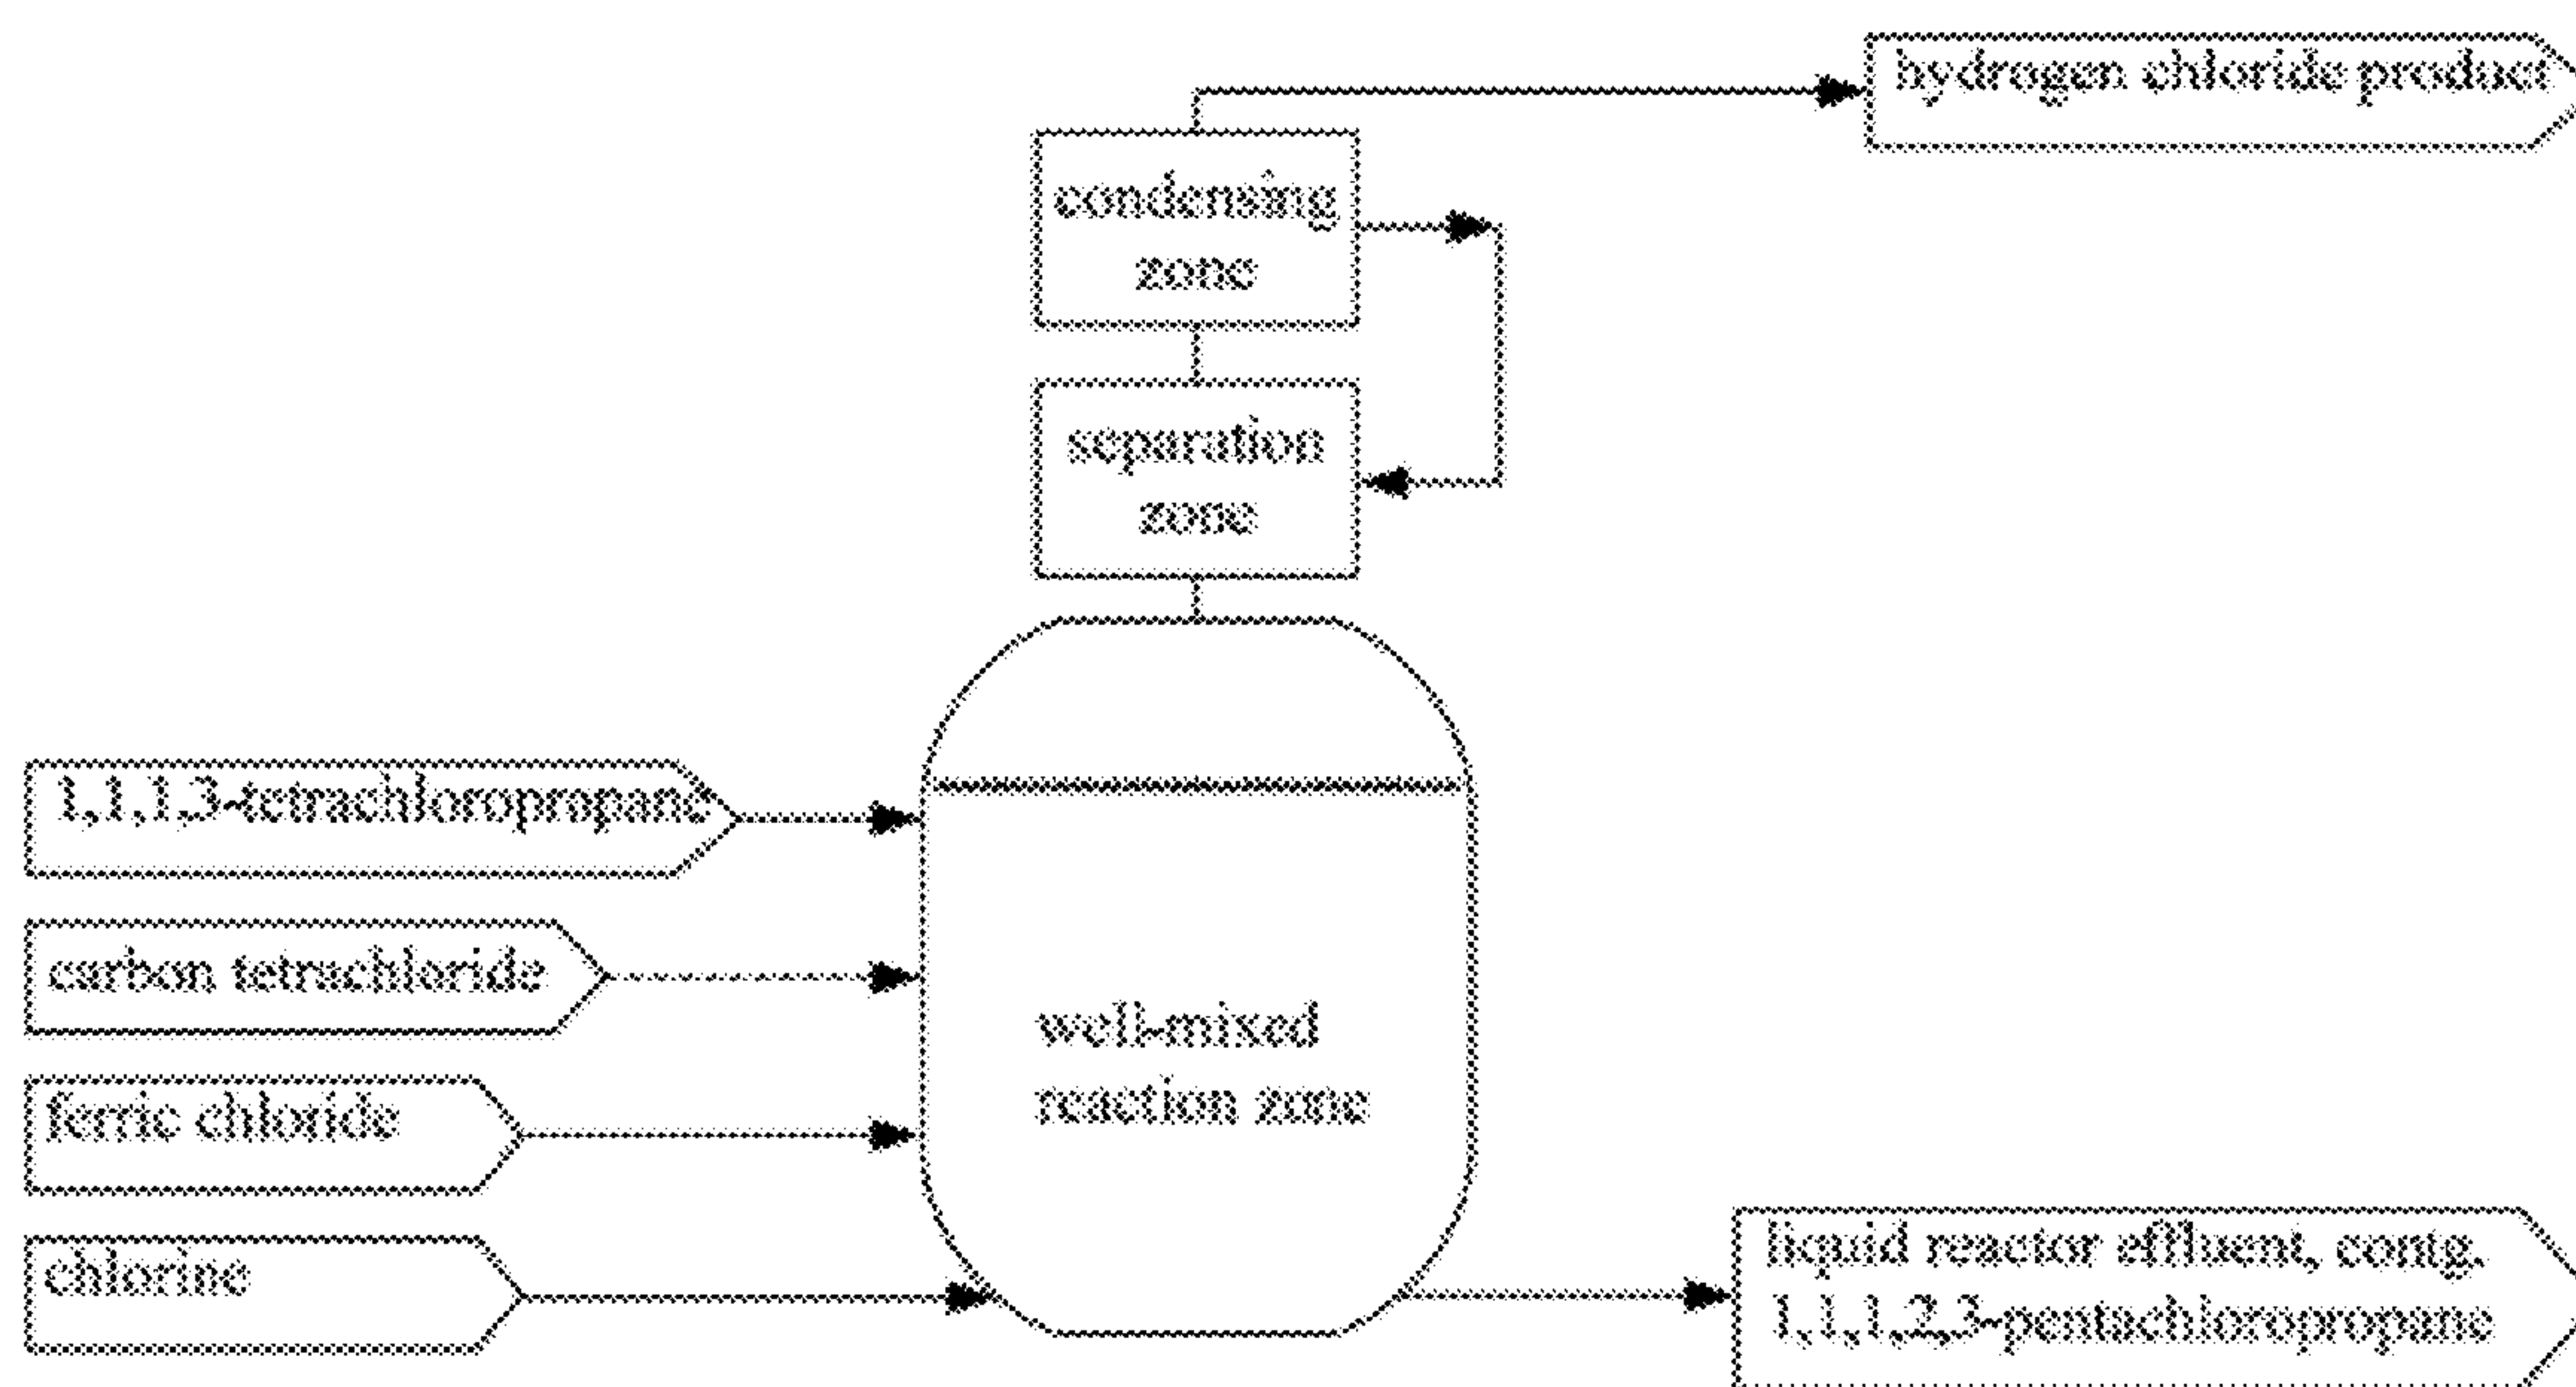 hydrogen chloride product
condensing
zone
separation
zone
1,1,1,3-tetrachloropropane
carbon tetrachloride
well-mixed
reaction zone
ferric chloride
chlorine
liquid reactor effluent, contg.
1,1,1,2,3-pentachloropropane